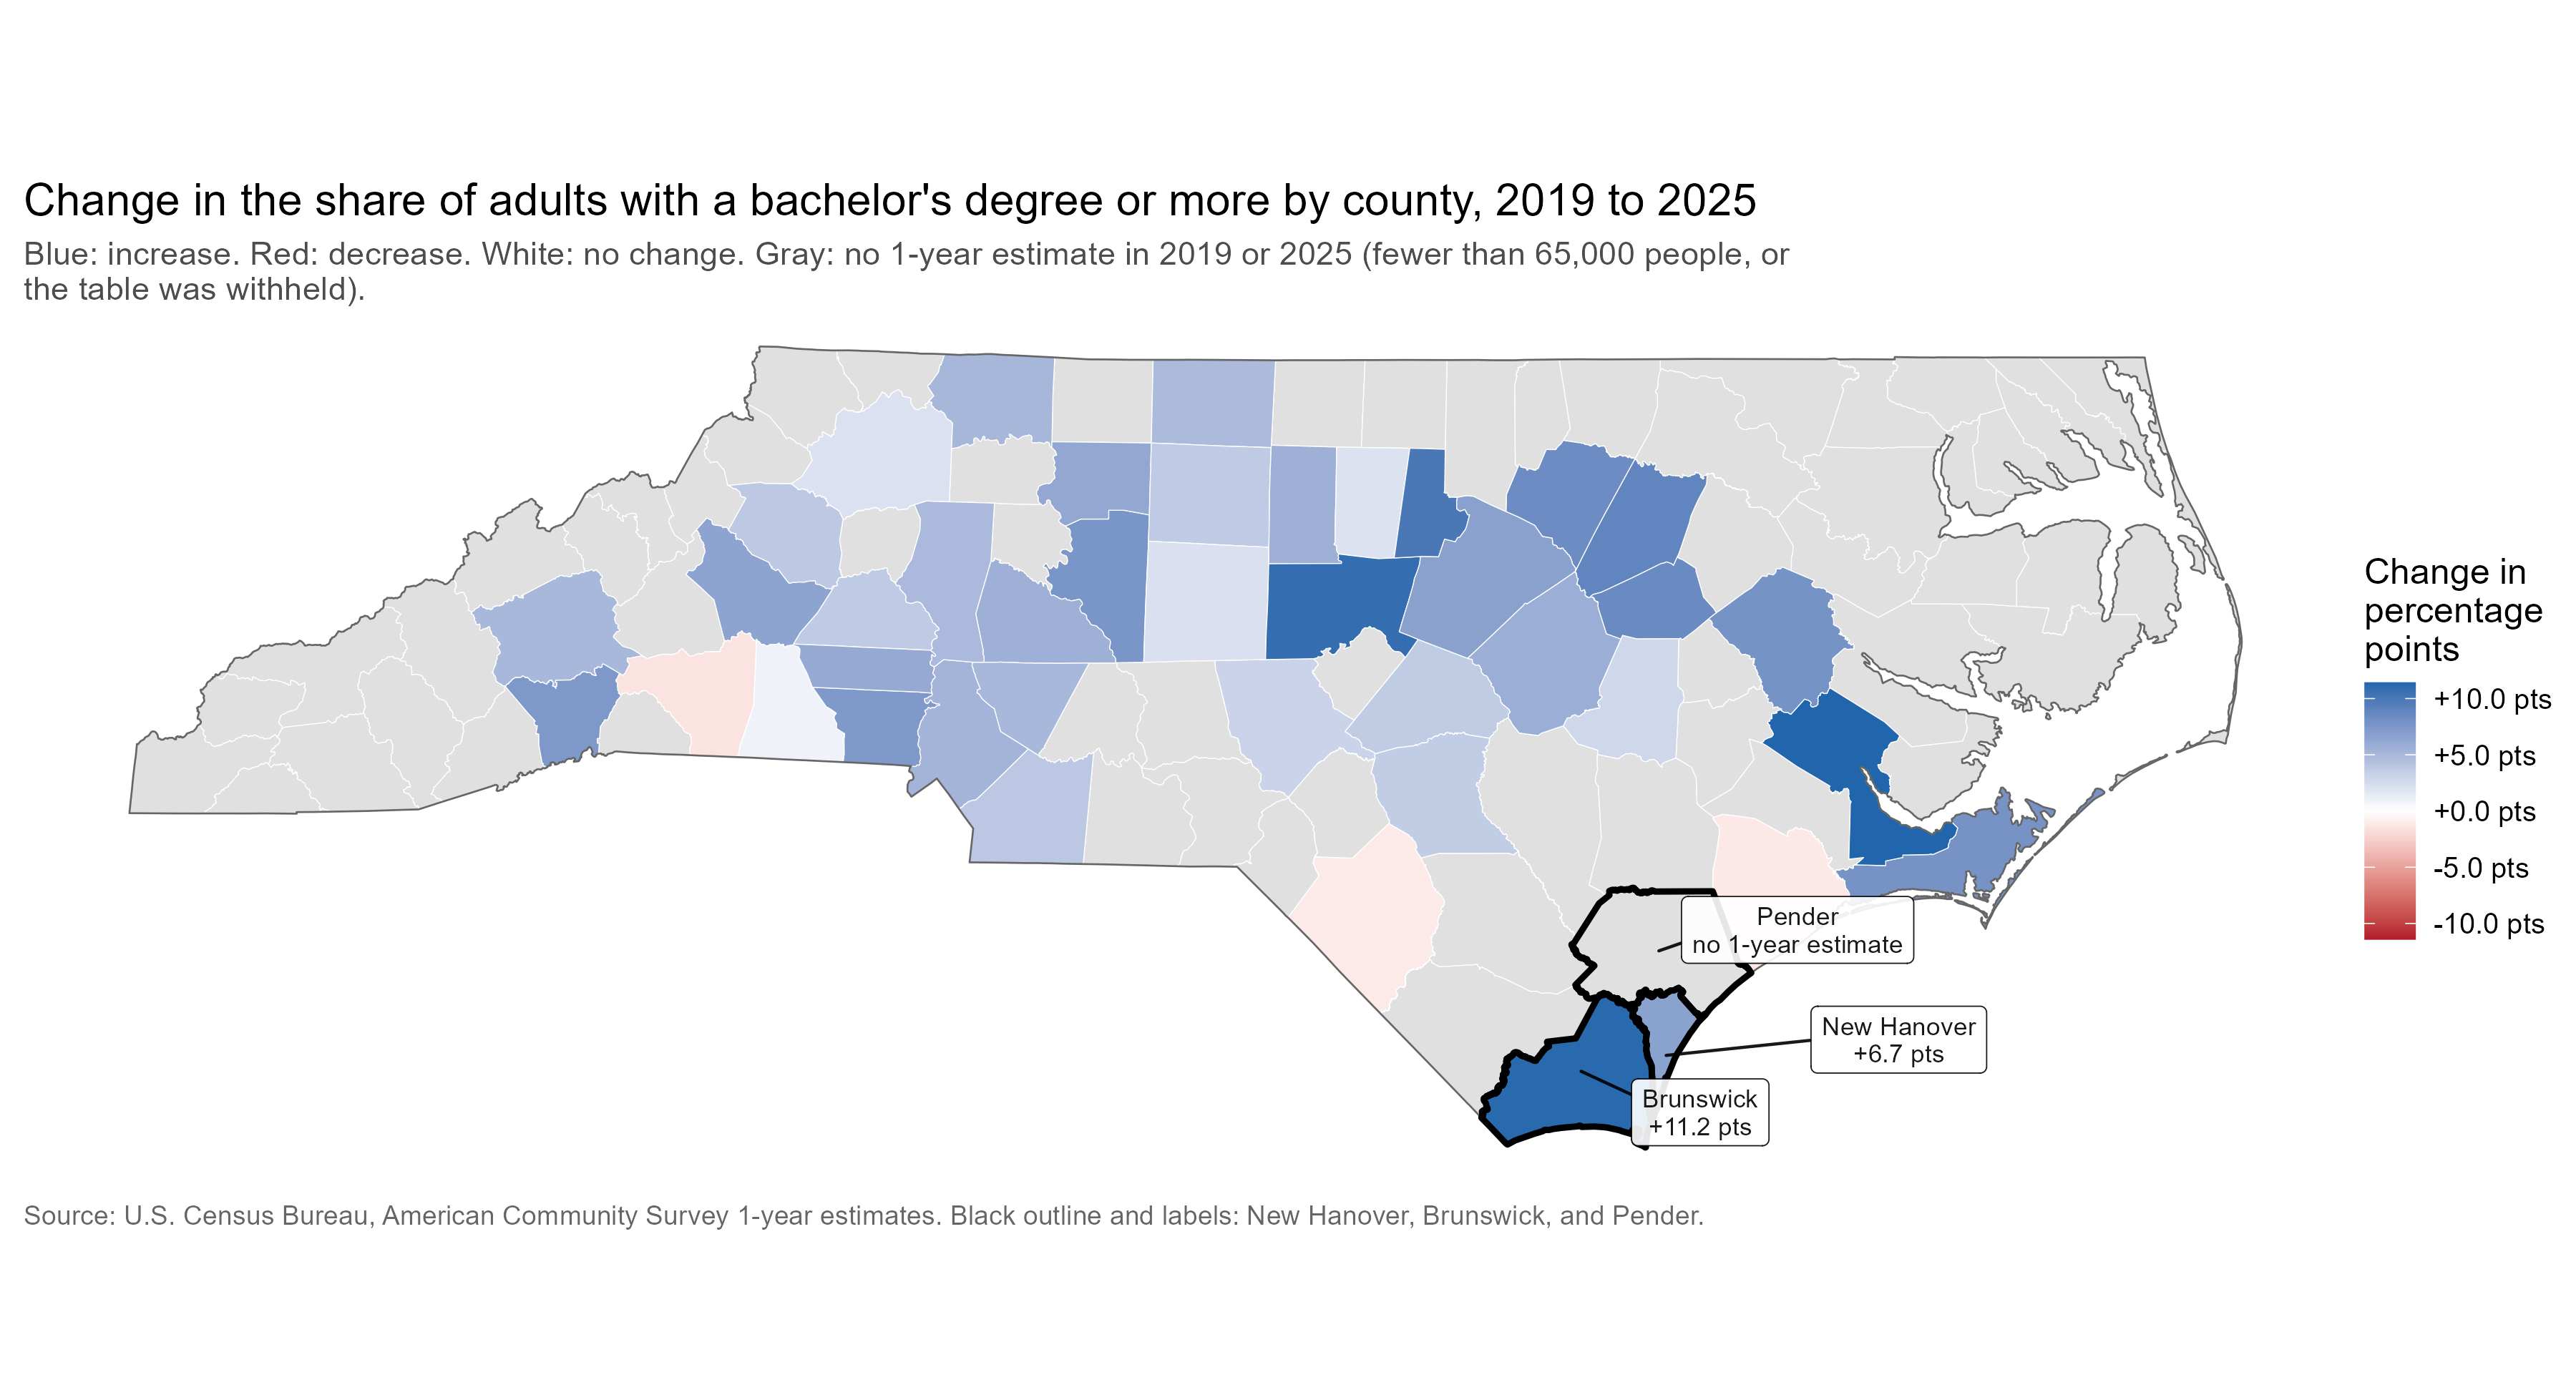 Change in the share of adults with a bachelor's degree or more by county, 2019 to 2025
Blue: increase. Red: decrease. White: no change. Gray: no 1-year estimate in 2019 or 2025 (fewer than 65,000 people, or
the table was withheld).
Change in
percentage
points
+10.0 pts
+5.0 pts
+0.0 pts
-5.0 pts
-10.0 pts
Pender
no 1-year estimate
New Hanover
+6.7 pts
Brunswick
+11.2 pts
Source: U.S. Census Bureau, American Community Survey 1-year estimates. Black outline and labels: New Hanover, Brunswick, and Pender.